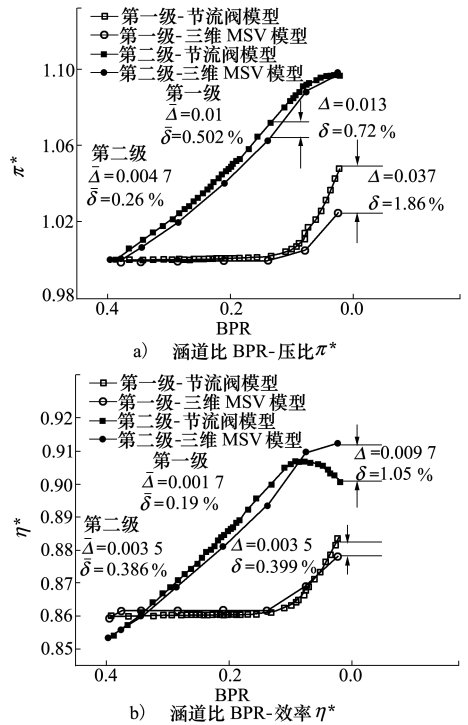 第一级-节流阀模型
第一级-三维 MSV 模型
第二级-节流阀模型
第二级-三维 MSV 模型
1.10
第一级
Δ̄=0.01
δ̄=0.502 %
Δ=0.013
δ=0.72 %
1.06
第二级
Δ̄=0.004 7
δ̄=0.26 %
π*
Δ=0.037
δ=1.86 %
1.02
0.98
0.4
0.2
0.0
BPR
a) 涵道比 BPR-压比π*
第一级-节流阀模型
第一级-三维 MSV 模型
第二级-节流阀模型
第二级-三维 MSV 模型
0.92
0.91
第一级
Δ̄=0.001 7
δ̄=0.19 %
Δ=0.009 7
δ=1.05 %
0.90
η*
第二级
Δ̄=0.003 5
δ̄=0.386 %
Δ=0.003 5
δ=0.399 %
0.88
0.87
0.86
0.85
0.4
0.2
0.0
BPR
b) 涵道比 BPR-效率 η*